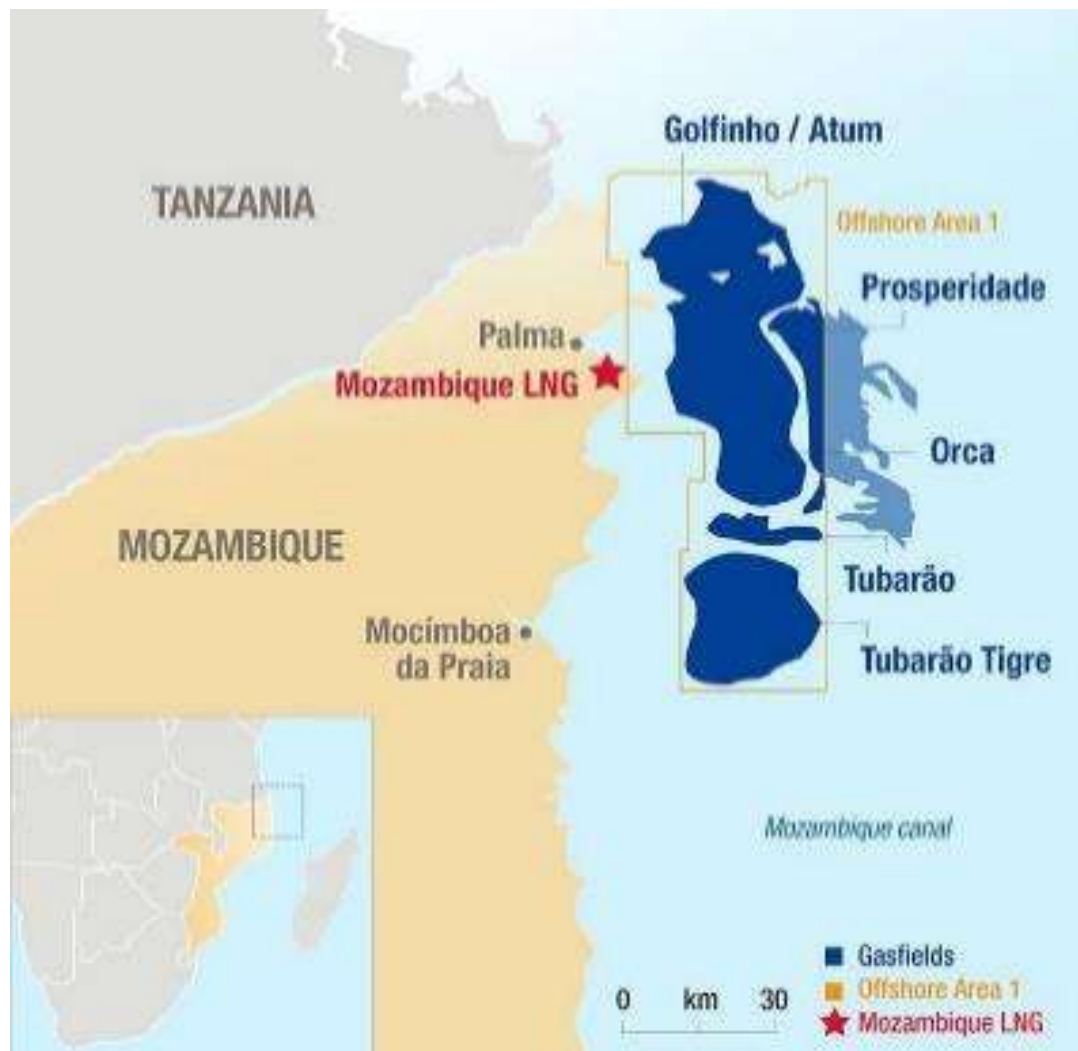 Golfinho / Atum
TANZANIA
Offshore Area 1
Prosperidade
Palma
Mozambique LNG
Orca
MOZAMBIQUE
Tubarão
Mocímboa
da Praia
Tubarão Tigre
Mozambique canal
Gasfields
0 km 30
Offshore Area 1
Mozambique LNG